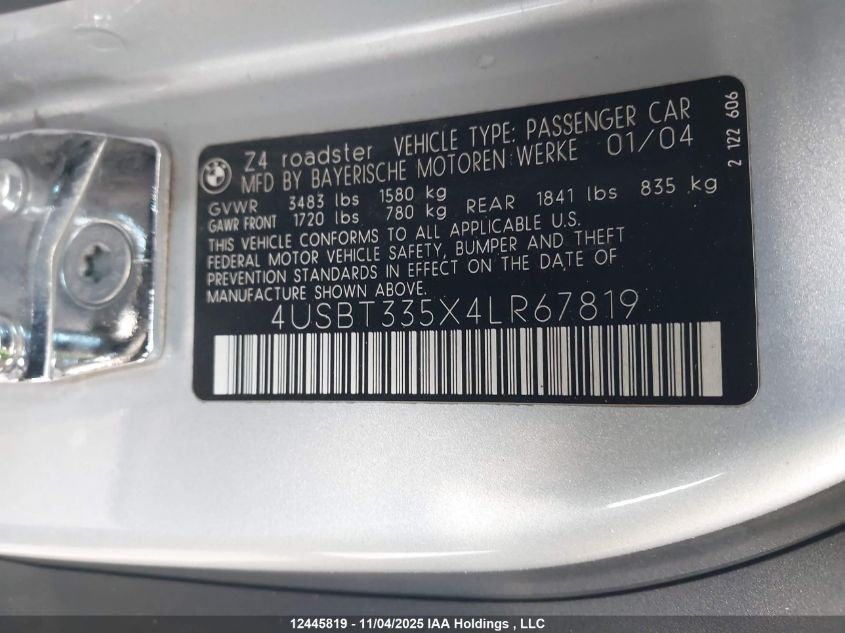 Z4 roadster VEHICLE TYPE: PASSENGER CAR
MFD BY BAYERISCHE MOTOREN WERKE 01/04
GVWR 3483 lbs 1580 kg
GAWR FRONT 1720 lbs 780 kg REAR 1841 lbs 835 kg
THIS VEHICLE CONFORMS TO ALL APPLICABLE U.S.
FEDERAL MOTOR VEHICLE SAFETY, BUMPER AND THEFT
PREVENTION STANDARDS IN EFFECT ON THE DATE OF
MANUFACTURE SHOWN ABOVE.
4USBT335X4LR67819
2 122 606
12445819 - 11/04/2025 IAA Holdings , LLC